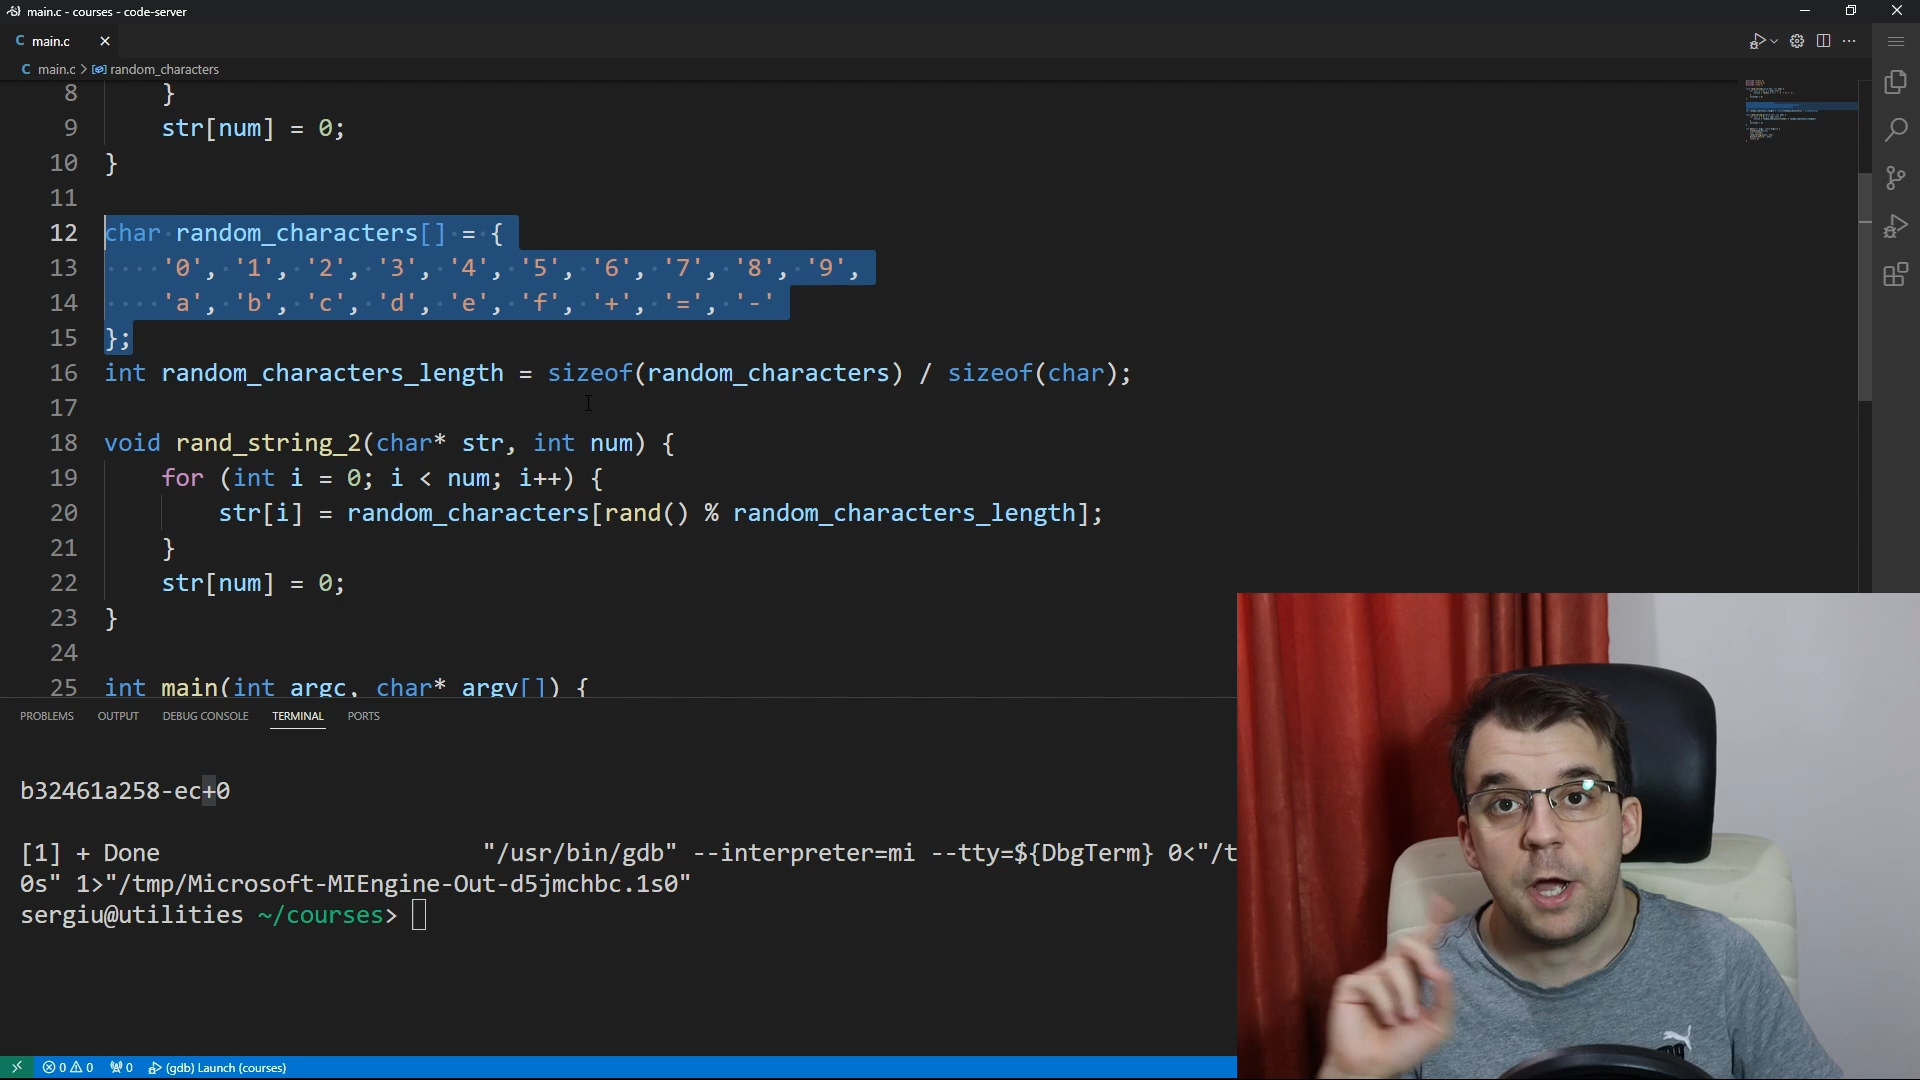 main.c - courses - code-server
C main.c
C main.c > random_characters
8 }
9 str[num] = 0;
10 }
11
12 char random_characters[] = {
13 '0', '1', '2', '3', '4', '5', '6', '7', '8', '9',
14 'a', 'b', 'c', 'd', 'e', 'f', '+', '=', '-'
15 };
16 int random_characters_length = sizeof(random_characters) / sizeof(char);
17
18 void rand_string_2(char* str, int num) {
19 for (int i = 0; i < num; i++) {
20 str[i] = random_characters[rand() % random_characters_length];
21 }
22 str[num] = 0;
23 }
24
25 int main(int argc, char* argv[]) {
PROBLEMS OUTPUT DEBUG CONSOLE TERMINAL PORTS
b32461a258-ec+0
[1] + Done "/usr/bin/gdb" --interpreter=mi --tty=${DbgTerm} 0<"/t
0s" 1>"/tmp/Microsoft-MIEngine-Out-d5jmchbc.1s0"
sergiu@utilities ~/courses>
0 0 0 (gdb) Launch (courses)